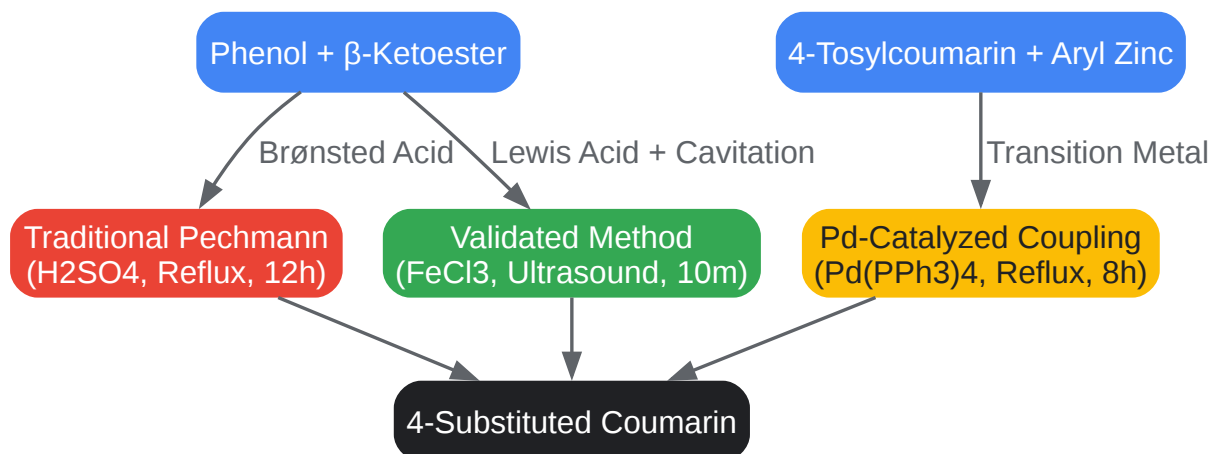 Phenol + β-Ketoester
4-Tosylcoumarin + Aryl Zinc
Brønsted Acid
Lewis Acid + Cavitation
Transition Metal
Traditional Pechmann
(H2SO4, Reflux, 12h)
Validated Method
(FeCl3, Ultrasound, 10m)
Pd-Catalyzed Coupling
(Pd(PPh3)4, Reflux, 8h)
4-Substituted Coumarin